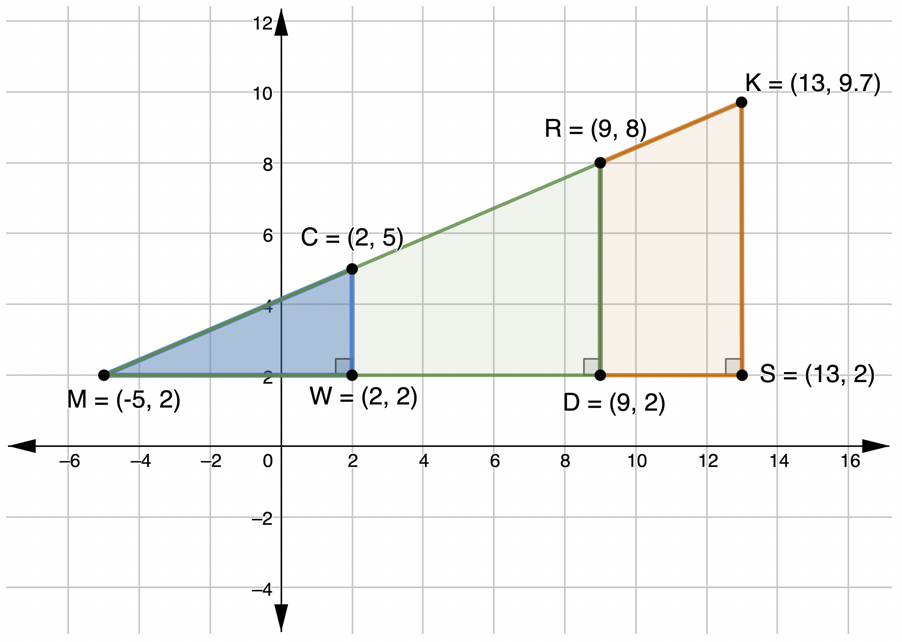 12
K = (13, 9.7)
10
R = (9, 8)
8
6
C = (2, 5)
4
2
M = (-5, 2)
W = (2, 2)
D = (9, 2)
S = (13, 2)
–6 –4 –2 0 2 4 6 8 10 12 14 16
–2
–4